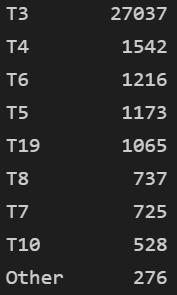 T3 27037
T4 1542
T6 1216
T5 1173
T19 1065
T8 737
T7 725
T10 528
Other 276